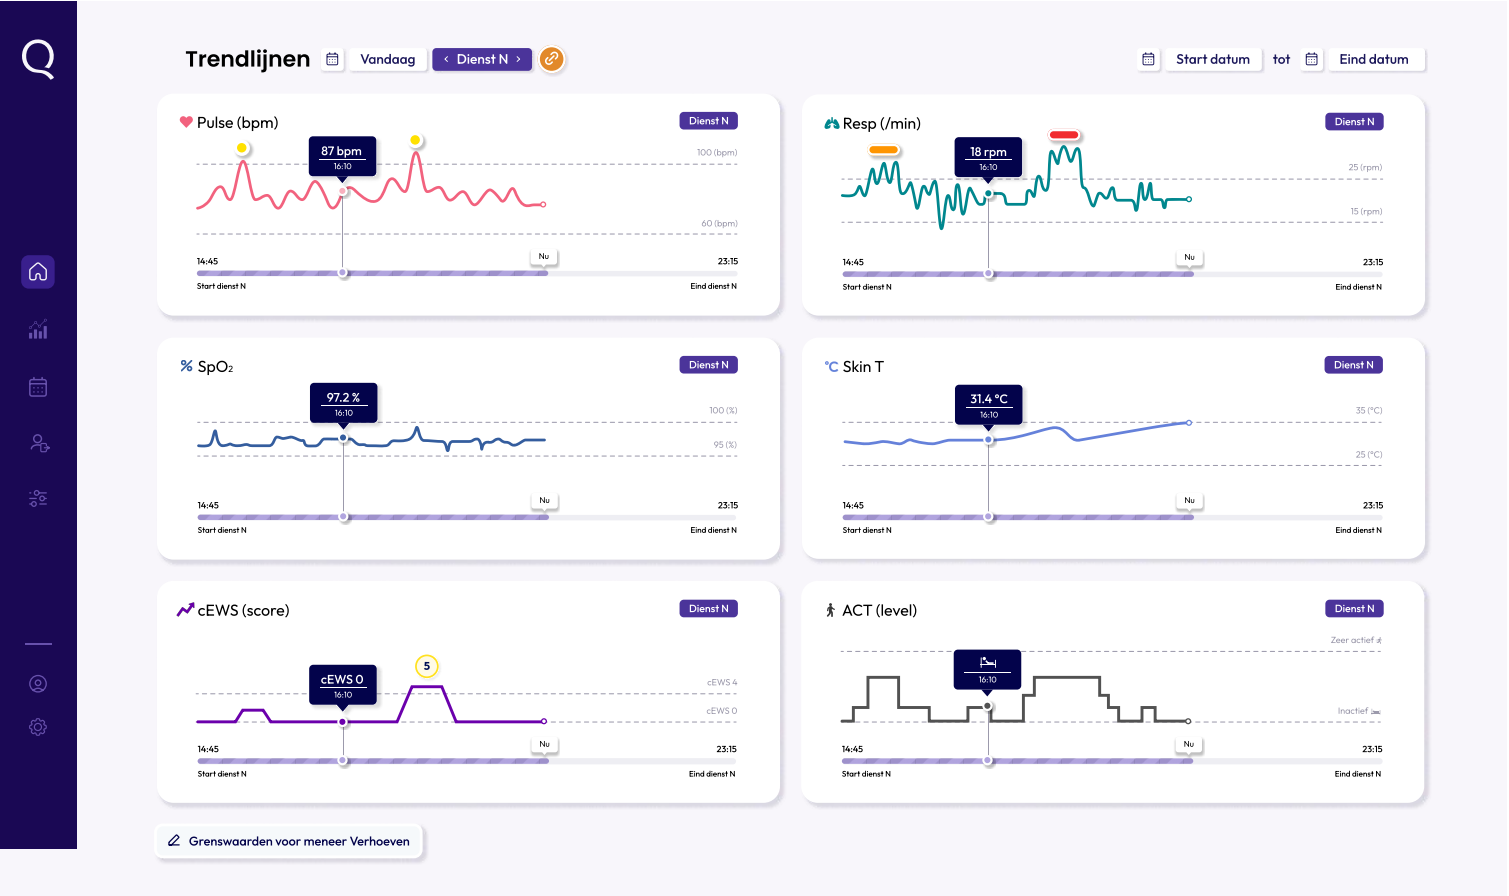 Trendlijnen
Vandaag
‹ Dienst N ›
Start datum
tot
Eind datum
Pulse (bpm)
Dienst N
87 bpm
16:10
100 (bpm)
60 (bpm)
Nu
14:45
23:15
Start dienst N
Eind dienst N
Resp (/min)
Dienst N
18 rpm
16:10
25 (rpm)
15 (rpm)
Nu
14:45
23:15
Start dienst N
Eind dienst N
% SpO₂
Dienst N
97.2 %
16:10
100 (%)
95 (%)
Nu
14:45
23:15
Start dienst N
Eind dienst N
°C Skin T
Dienst N
31.4 °C
16:10
35 (°C)
25 (°C)
Nu
14:45
23:15
Start dienst N
Eind dienst N
cEWS (score)
Dienst N
5
cEWS 0
16:10
cEWS 4
cEWS 0
Nu
14:45
23:15
Start dienst N
Eind dienst N
ACT (level)
Dienst N
Zeer actief
16:10
Inactief
Nu
14:45
23:15
Start dienst N
Eind dienst N
Grenswaarden voor meneer Verhoeven